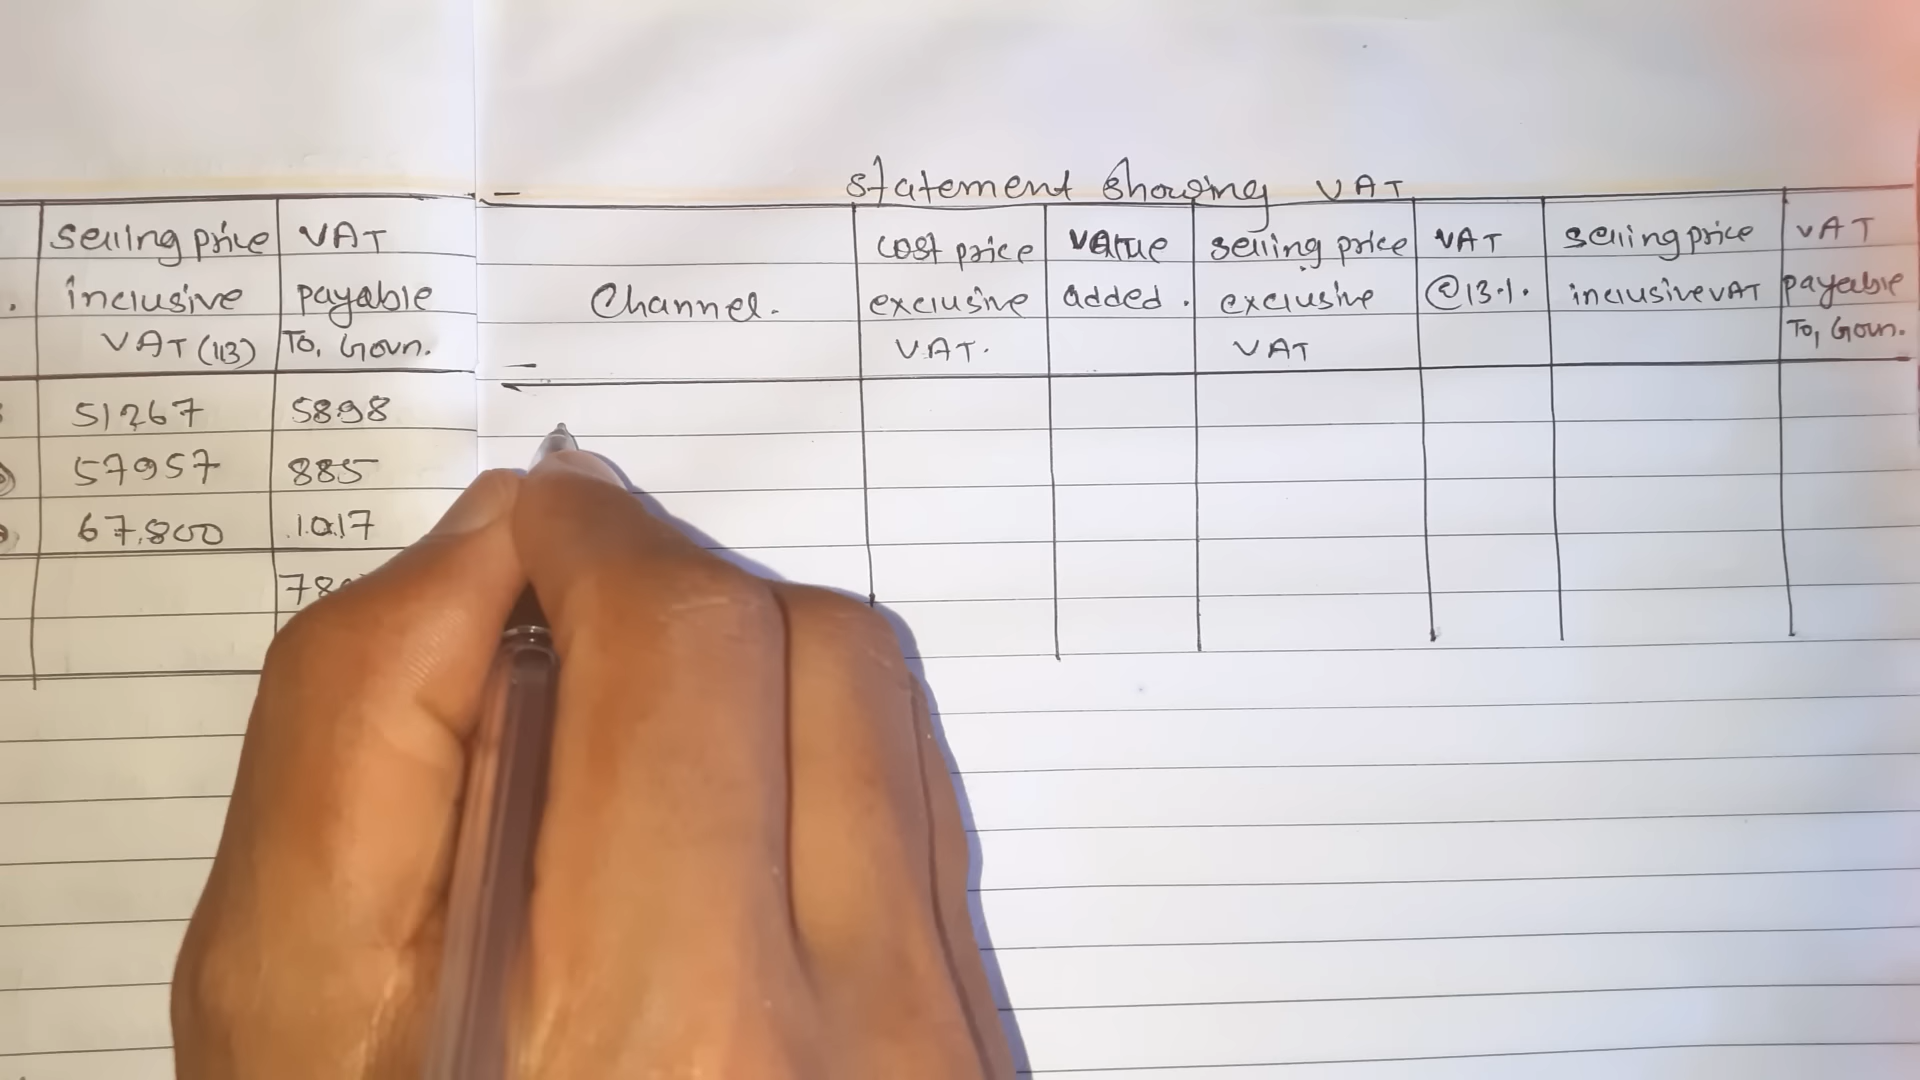 selling price VAT
inclusive payable
VAT (113) To, Govn.
51267 5898
57957 885
67,800 1017
statement showing VAT
Channel. cost price value selling price VAT selling price VAT
exclusive added. exclusive @13%. inclusive VAT payable
VAT. VAT To, Govn.